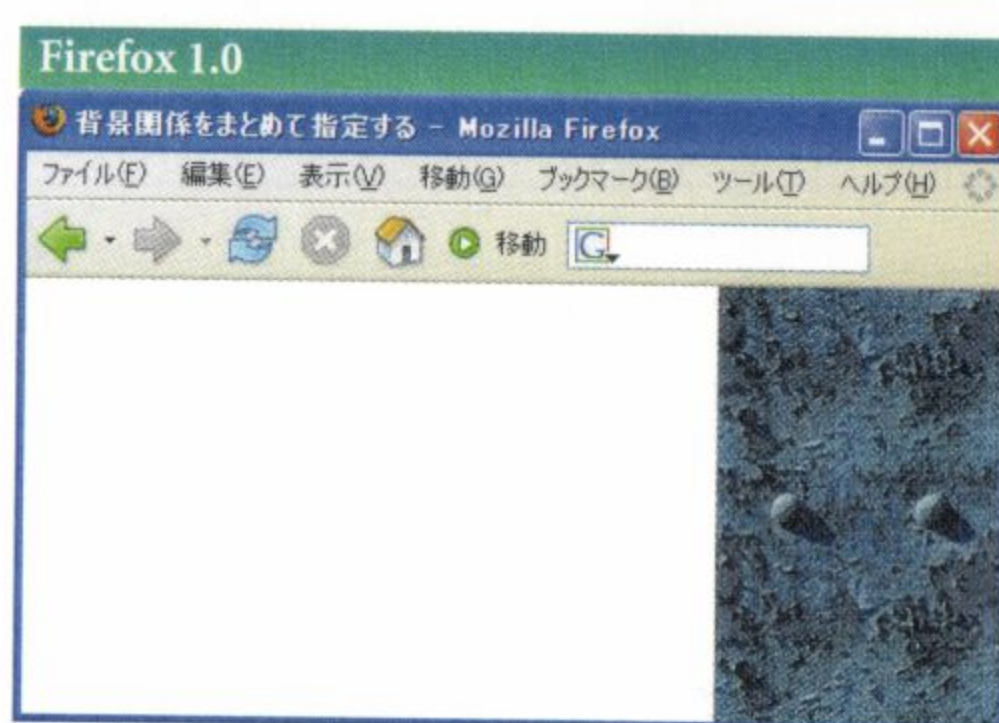 Firefox 1.0
背景関係をまとめて指定する - Mozilla Firefox
ファイル(F) 編集(E) 表示(V) 移動(G) ブックマーク(B) ツール(T) ヘルプ(H)
移動 G